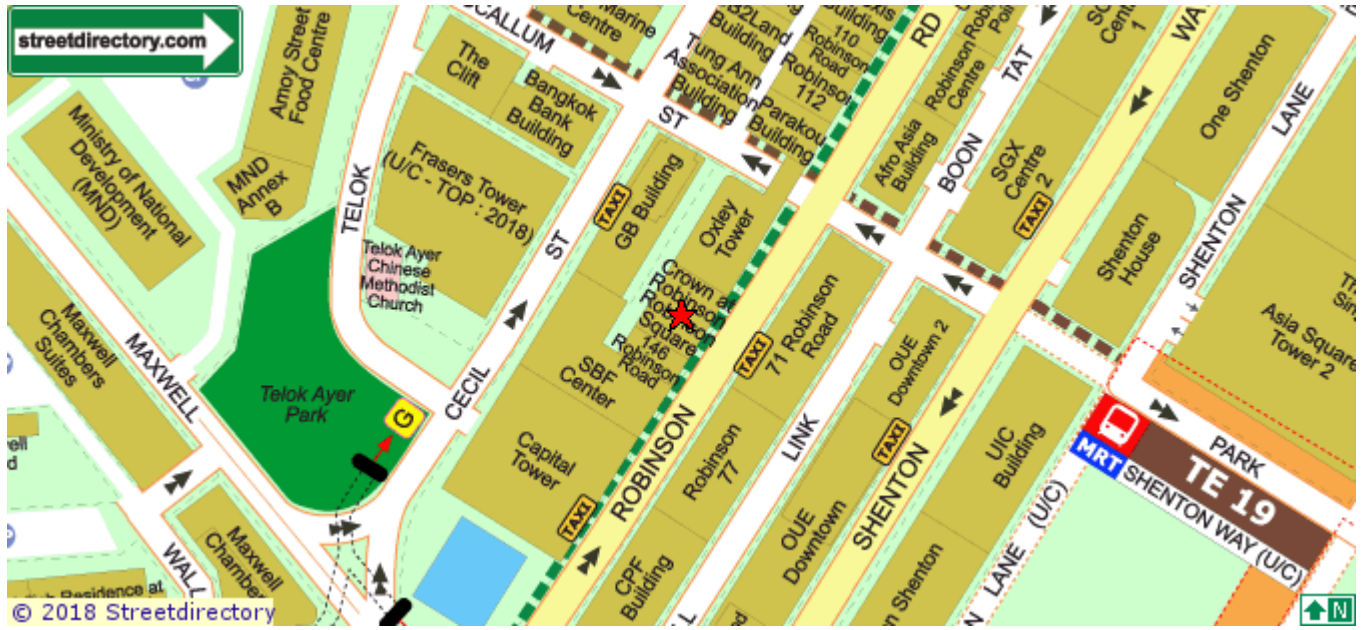 streetdirectory.com
Amoy Street
Food Centre
Ministry of National
Development
(MND)
MND
Annex
B
TELOK
The
Clift
Bangkok
Bank
Building
Marine
Centre
Frasers Tower
(U/C - TOP : 2018)
Telok Ayer
Chinese
Methodist
Church
ST
ST
CECIL
TAXI
GB Building
Tung Ann
Association
Building
Building
110
Robinson
Road
Robinson
112
Parakou
Building
Oxley
Tower
Crown at
Robinson
Robinson
Square
146
Robinson
Road
SBF
Center
Capital
Tower
TAXI
ROBINSON
RD
Afro Asia
Building
Robinson
Centre
BOON
TAT
SGX
Centre
2
TAXI
Centre
1
One Shenton
SHENTON
LANE
Shenton
House
Asia Square
Tower 2
TAXI
71 Robinson
Road
Robinson
77
CPF
Building
LINK
OUE
Downtown 2
TAXI
OUE
Downtown
SHENTON
UIC
Building
Shenton
LANE
(U/C)
MRT
TE 19
SHENTON WAY (U/C)
PARK
Maxwell
Chambers
Suites
MAXWELL
Telok Ayer
Park
G
WALL
Maxwell
Residence at
© 2018 Streetdirectory
N